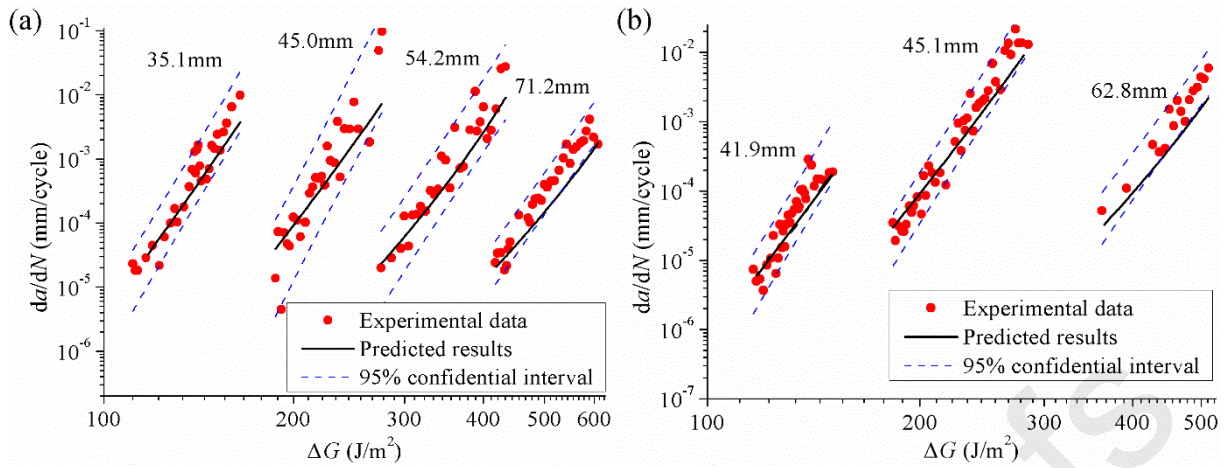 (a)
10⁻¹
10⁻²
10⁻³
10⁻⁴
10⁻⁵
10⁻⁶
da/dN (mm/cycle)
35.1mm
45.0mm
54.2mm
71.2mm
Experimental data
Predicted results
95% confidential interval
100
200
300
400
500
600
ΔG (J/m²)
(b)
10⁻²
10⁻³
10⁻⁴
10⁻⁵
10⁻⁶
10⁻⁷
da/dN (mm/cycle)
41.9mm
45.1mm
62.8mm
Experimental data
Predicted results
95% confidential interval
100
200
300
400
500
ΔG (J/m²)